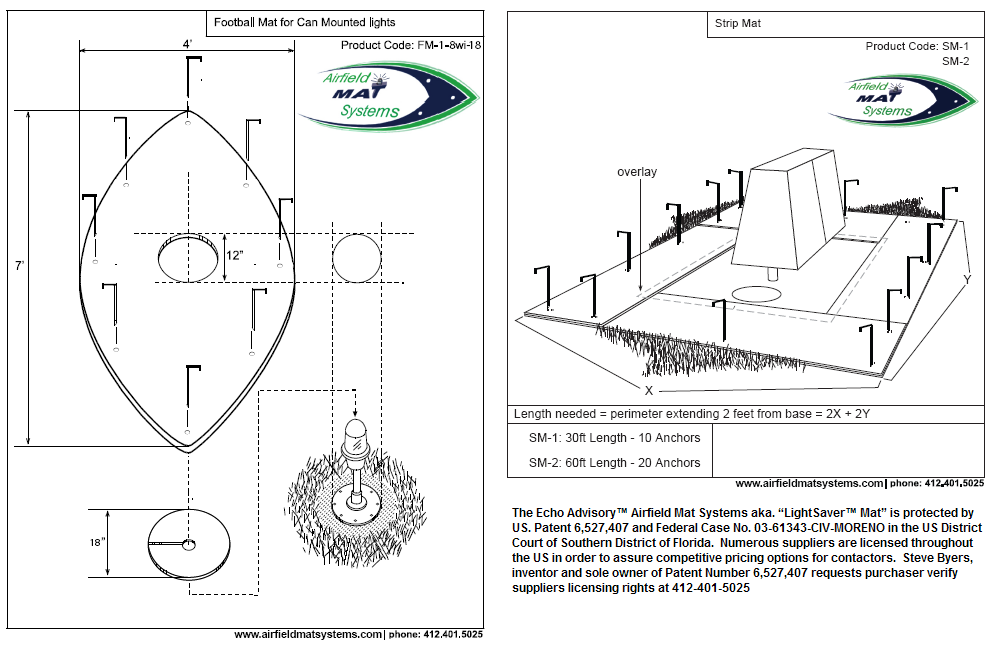 Football Mat for Can Mounted lights
Product Code: FM-1-8wi-18
4'
Airfield
MAT
Systems
7'
12"
18"
www.airfieldmatsystems.com| phone: 412.401.5025
Strip Mat
Product Code: SM-1
SM-2
Airfield
MAT
Systems
overlay
Y
X
Length needed = perimeter extending 2 feet from base = 2X + 2Y
SM-1: 30ft Length - 10 Anchors
SM-2: 60ft Length - 20 Anchors
www.airfieldmatsystems.com| phone: 412.401.5025
The Echo Advisory™ Airfield Mat Systems aka. “LightSaver™ Mat” is protected by
US. Patent 6,527,407 and Federal Case No. 03-61343-CIV-MORENO in the US District
Court of Southern District of Florida.  Numerous suppliers are licensed throughout
the US in order to assure competitive pricing options for contactors.  Steve Byers,
inventor and sole owner of Patent Number 6,527,407 requests purchaser verify
suppliers licensing rights at 412-401-5025